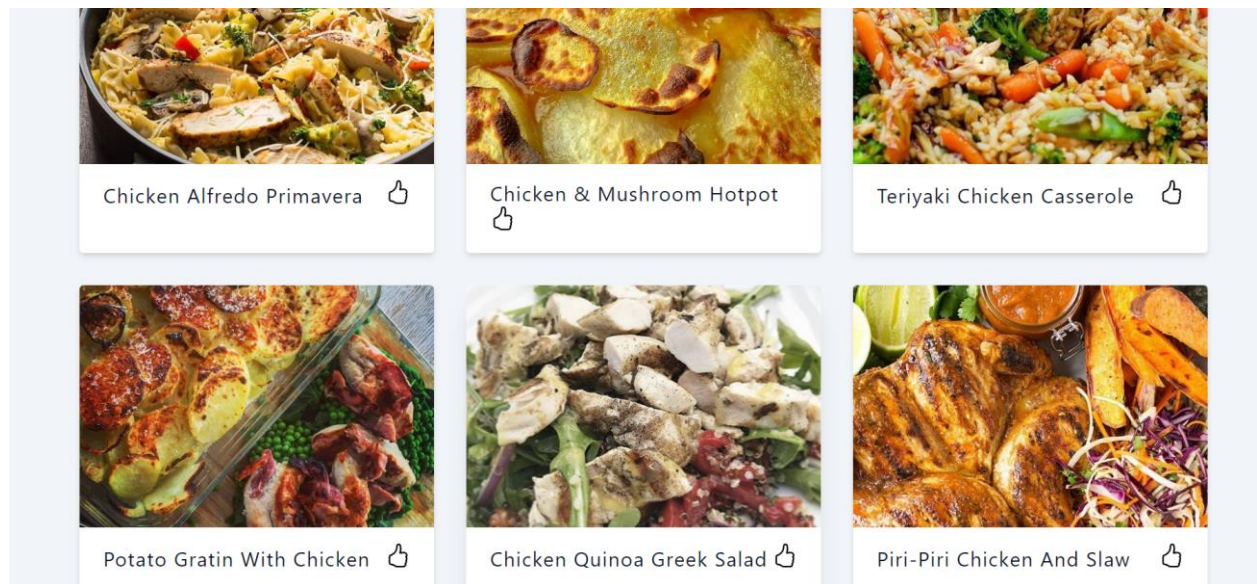 Chicken Alfredo Primavera
Chicken & Mushroom Hotpot
Teriyaki Chicken Casserole
Potato Gratin With Chicken
Chicken Quinoa Greek Salad
Piri-Piri Chicken And Slaw